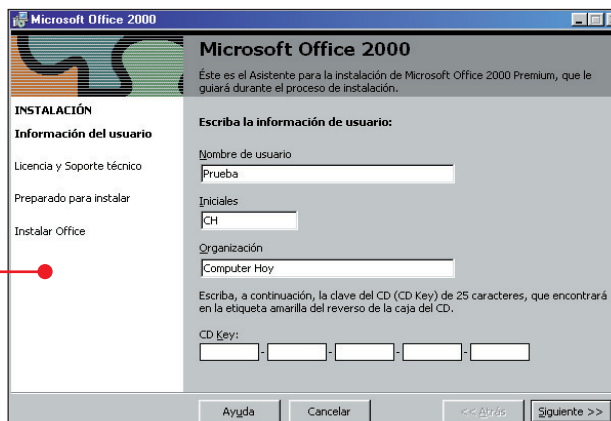 Microsoft Office 2000
Microsoft Office 2000
Éste es el Asistente para la instalación de Microsoft Office 2000 Premium, que le
guiará durante el proceso de instalación.
INSTALACIÓN
Información del usuario
Licencia y Soporte técnico
Preparado para instalar
Instalar Office
Escriba la información de usuario:
Nombre de usuario
Prueba
Iniciales
CH
Organización
Computer Hoy
Escriba, a continuación, la clave del CD (CD Key) de 25 caracteres, que encontrará
en la etiqueta amarilla del reverso de la caja del CD.
CD Key:
- - - -
Ayuda
Cancelar
<< Atrás
Siguiente >>